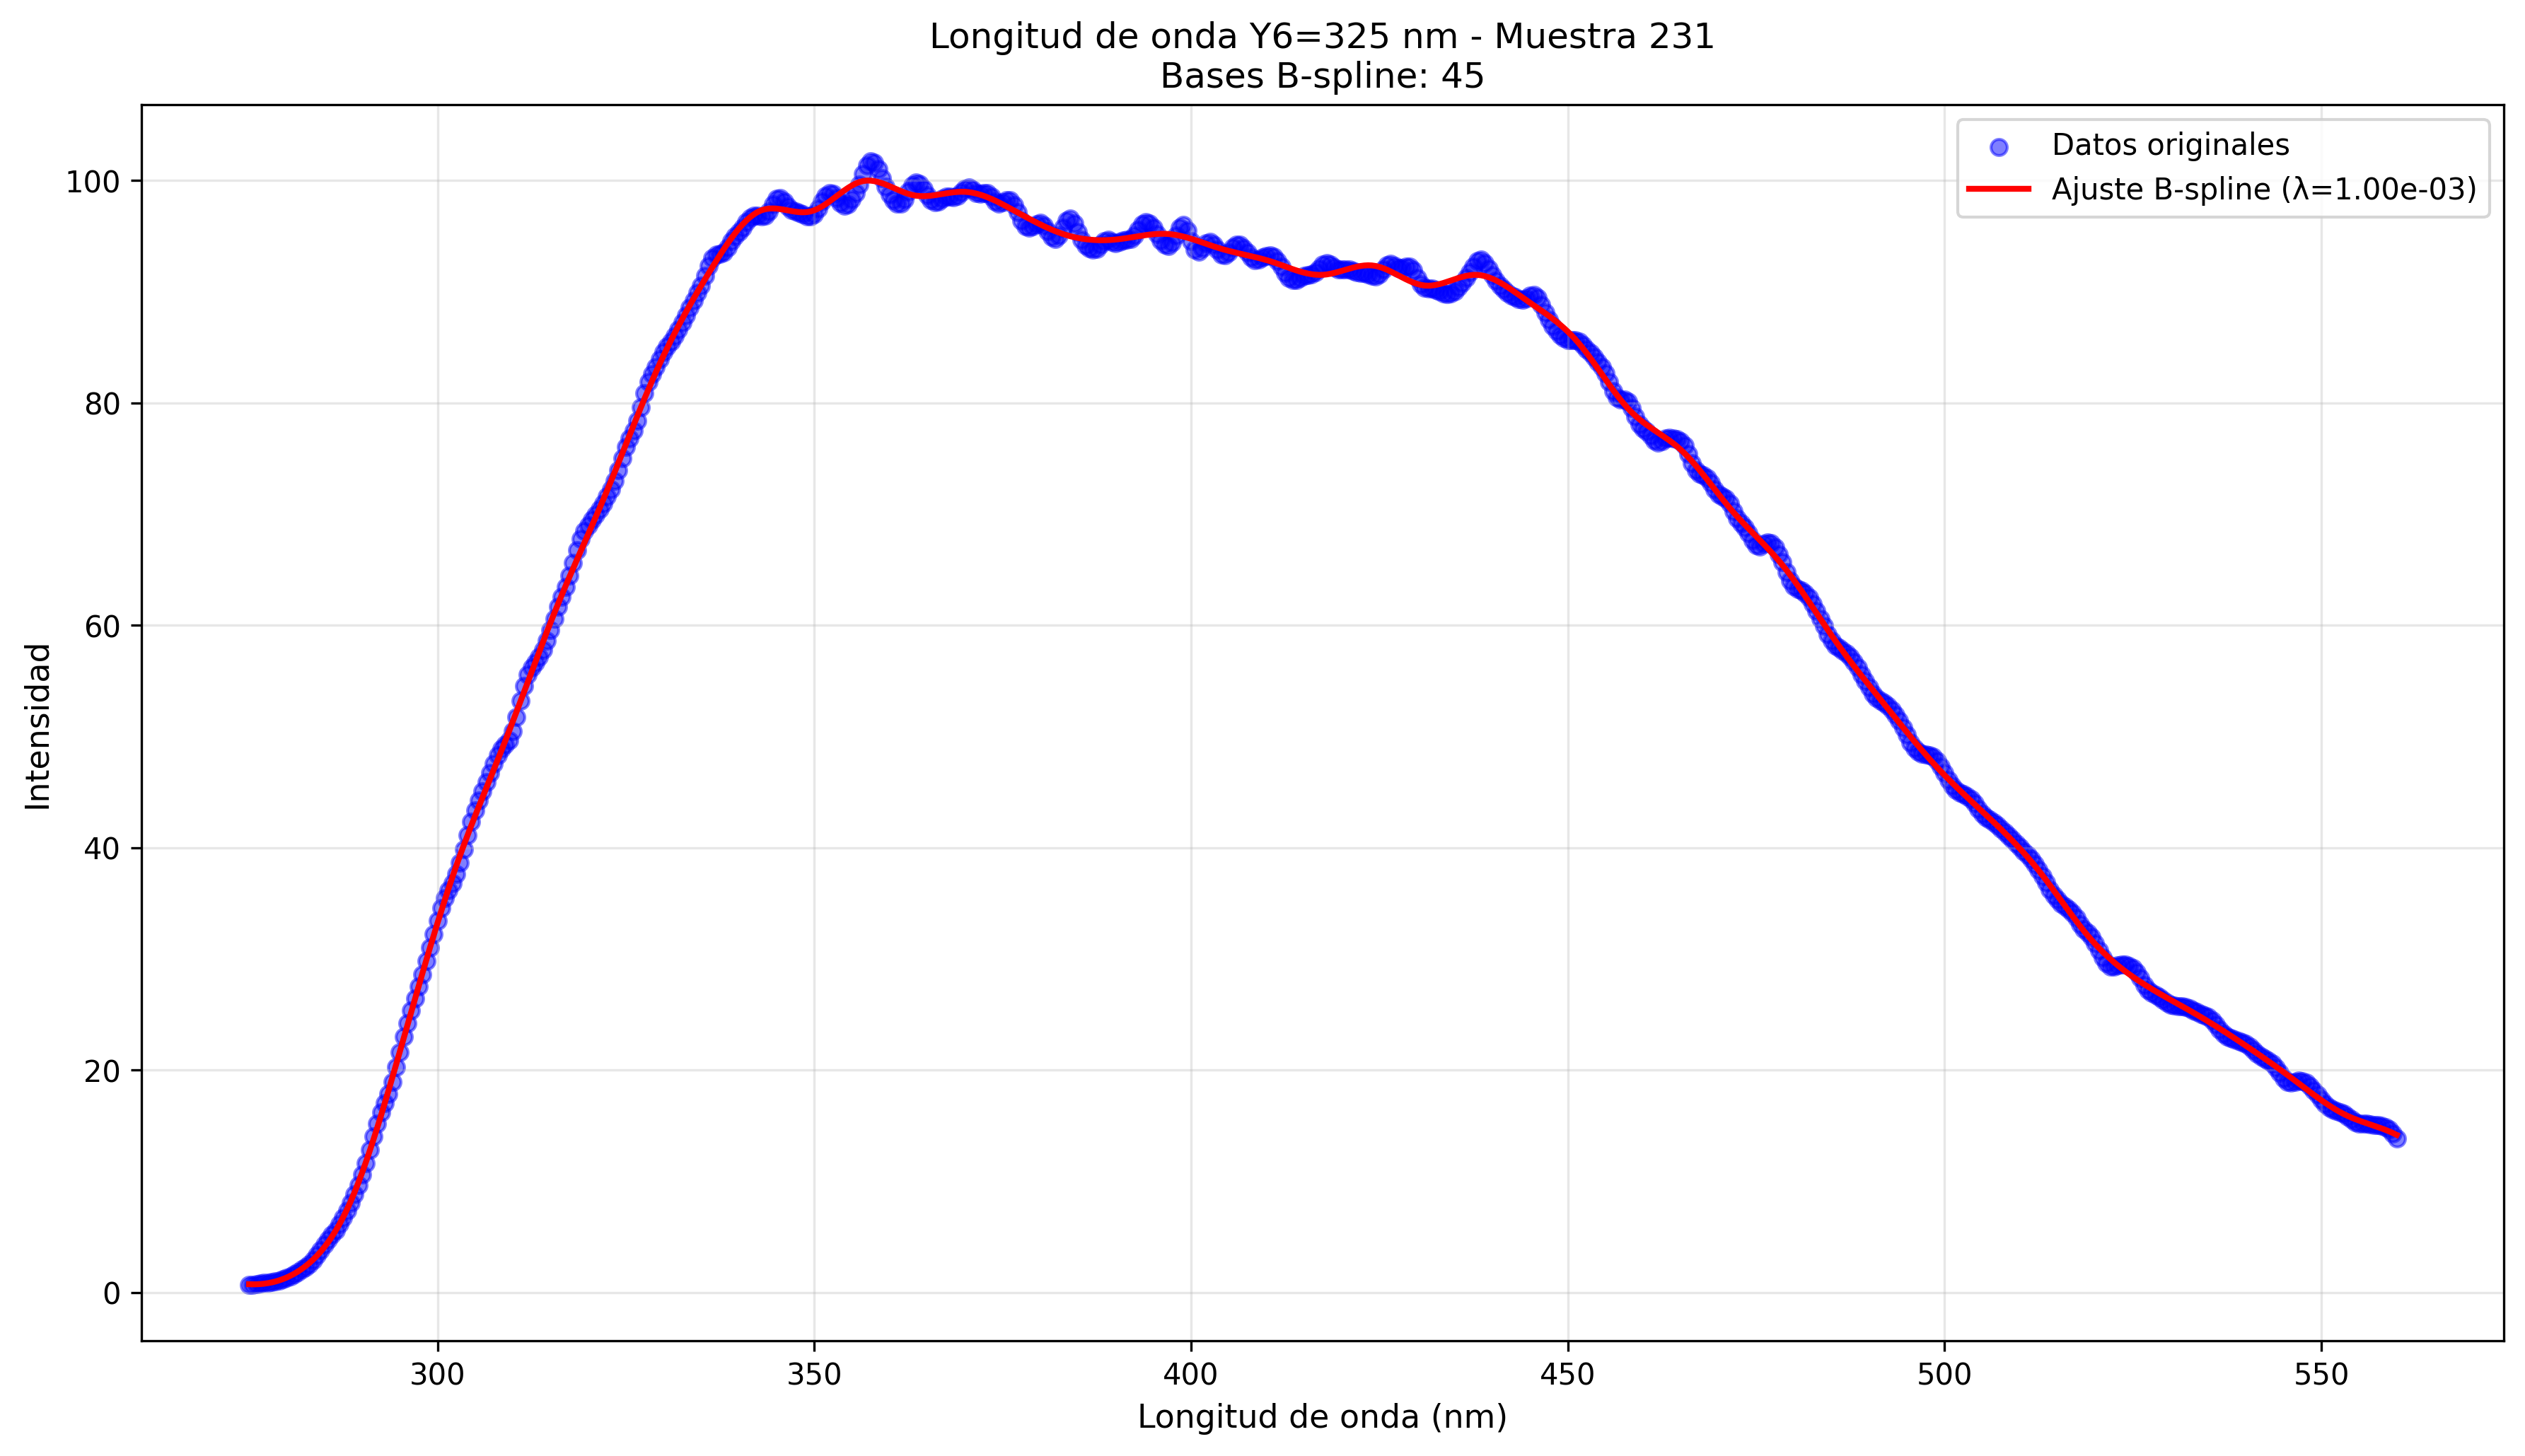 Longitud de onda Y6=325 nm - Muestra 231
Bases B-spline: 45
Datos originales
Ajuste B-spline (λ=1.00e-03)
Intensidad
100
80
60
40
20
0
300 350 400 450 500 550
Longitud de onda (nm)